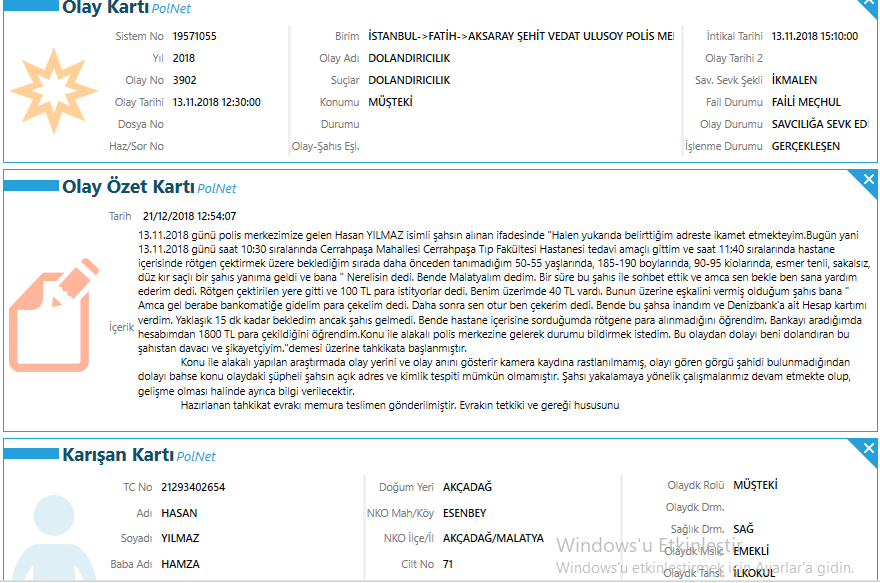 Olay Kartı PolNet
Sistem No 19571055
Yıl 2018
Olay No 3902
Olay Tarihi 13.11.2018 12:30:00
Dosya No
Haz/Sor No
Birim İSTANBUL->FATİH->AKSARAY ŞEHİT VEDAT ULUSOY POLİS ME
Olay Adı DOLANDIRICILIK
Suçlar DOLANDIRICILIK
Konumu MÜŞTEKİ
Durumu
Olay-Şahıs Eşl.
İntikal Tarihi 13.11.2018 15:10:00
Olay Tarihi 2
Sav. Sevk Şekli İKMALEN
Fail Durumu FAİLİ MEÇHUL
Olay Durumu SAVCILIĞA SEVK EDİ
İşlenme Durumu GERÇEKLEŞEN
Olay Özet Kartı PolNet
Tarih 21/12/2018 12:54:07
İçerik
13.11.2018 günü polis merkezimize gelen Hasan YILMAZ isimli şahsın alınan ifadesinde "Halen yukarıda belirttiğim adreste ikamet etmekteyim.Bugün yani
13.11.2018 günü saat 10:30 sıralarında Cerrahpaşa Mahallesi Cerrahpaşa Tıp Fakültesi Hastanesi tedavi amaçlı gittim ve saat 11:40 sıralarında hastane
içerisinde rötgen çektirmek üzere beklediğim sırada daha önceden tanımadığım 50-55 yaşlarında, 185-190 boylarında, 90-95 kiolarında, esmer tenli, sakalsız,
düz kır saçlı bir şahıs yanıma geldi ve bana " Nerelisin dedi. Bende Malatyalım dedim. Bir süre bu şahıs ile sohbet ettik ve amca sen bekle ben sana yardım
ederim dedi. Rötgen çektirilen yere gitti ve 100 TL para istityorlar dedi. Benim üzerimde 40 TL vardı. Bunun üzerine eşkalini vermiş olduğum şahıs bana "
Amca gel berabe bankomatiğe gidelim para çekelim dedi. Daha sonra sen otur ben çekerim dedi. Bende bu şahsa inandım ve Denizbank'a ait Hesap kartımı
verdim. Yaklaşık 15 dk kadar bekledim ancak şahıs gelmedi. Bende hastane içerisine sorduğumda rötgene para alınmadığını öğrendim. Bankayı aradığımda
hesabımdan 1800 TL para çekildiğini öğrendim.Konu ile alakalı polis merkezine gelerek durumu bildirmek istedim. Bu olaydan dolayı beni dolandıran bu
şahıstan davacı ve şikayetçiyim."demesi üzerine tahkikata başlanmıştır.
Konu ile alakalı yapılan araştırmada olay yerini ve olay anını gösterir kamera kaydına rastlanılmamış, olayı gören görgü şahidi bulunmadığından
dolayı bahse konu olaydaki şüpheli şahsın açık adres ve kimlik tespiti mümkün olmamıştır. Şahsı yakalamaya yönelik çalışmalarımız devam etmekte olup,
gelişme olması halinde ayrıca bilgi verilecektir.
Hazırlanan tahkikat evrakı memura teslimen gönderilmiştir. Evrakın tetkiki ve gereği hususunu
Karışan Kartı PolNet
TC No 21293402654
Adı HASAN
Soyadı YILMAZ
Baba Adı HAMZA
Doğum Yeri AKÇADAĞ
NKO Mah/Köy ESENBEY
NKO İlçe/İl AKÇADAĞ/MALATYA
Cilt No 71
Olaydk Rolü MÜŞTEKİ
Olaydk Drm.
Sağlık Drm. SAĞ
Olaydk Mslk. EMEKLİ
Olaydk Tahsl. İLKOKUL
Windows'u Etkinleştir
Windows'u etkinleştirmek için Ayarlar'a gidin.